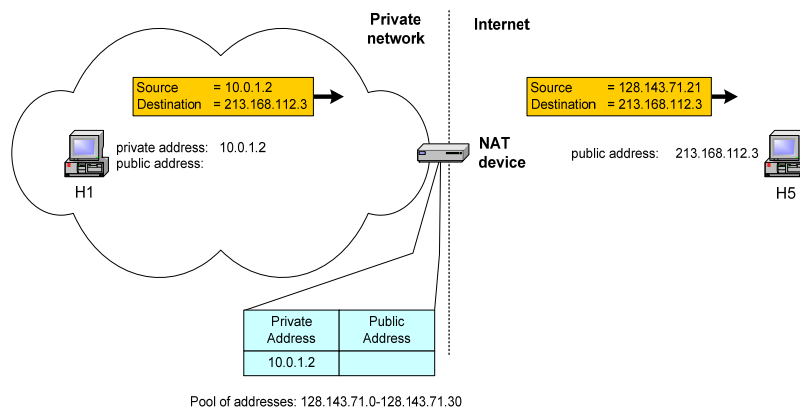 Private
network
Internet
Source = 10.0.1.2
Destination = 213.168.112.3
Source = 128.143.71.21
Destination = 213.168.112.3
private address: 10.0.1.2
public address:
H1
NAT
device
public address: 213.168.112.3
H5
Private
Address
Public
Address
10.0.1.2
Pool of addresses: 128.143.71.0-128.143.71.30